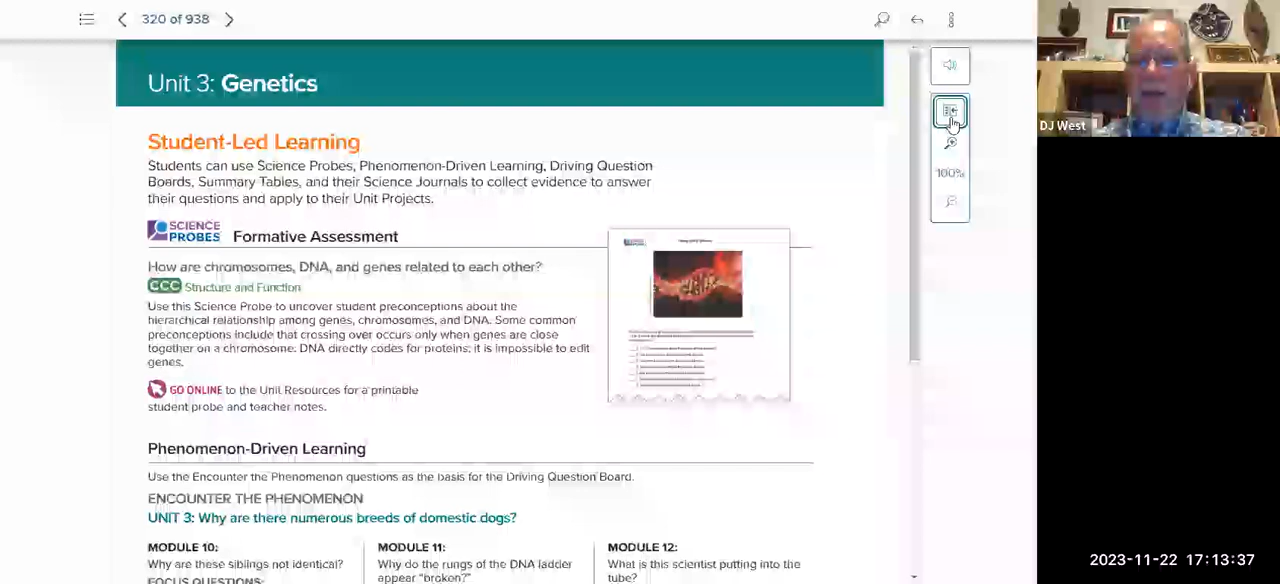 320 of 938
Unit 3: Genetics
Student-Led Learning
Students can use Science Probes, Phenomenon-Driven Learning, Driving Question
Boards, Summary Tables, and their Science Journals to collect evidence to answer
their questions and apply to their Unit Projects.
SCIENCE
PROBES
Formative Assessment
How are chromosomes, DNA, and genes related to each other?
CCC Structure and Function
Use this Science Probe to uncover student preconceptions about the
hierarchical relationship among genes, chromosomes, and DNA. Some common
preconceptions include that crossing over occurs only when genes are close
together on a chromosome. DNA directly codes for proteins; it is impossible to edit
genes.
GO ONLINE to the Unit Resources for a printable
student probe and teacher notes.
Phenomenon-Driven Learning
Use the Encounter the Phenomenon questions as the basis for the Driving Question Board.
ENCOUNTER THE PHENOMENON
UNIT 3: Why are there numerous breeds of domestic dogs?
MODULE 10:
Why are these siblings not identical?
FOCUS QUESTIONS:
MODULE 11:
Why do the rungs of the DNA ladder
appear "broken?"
MODULE 12:
What is this scientist putting into the
tube?
100%
DJ West
2023-11-22 17:13:37